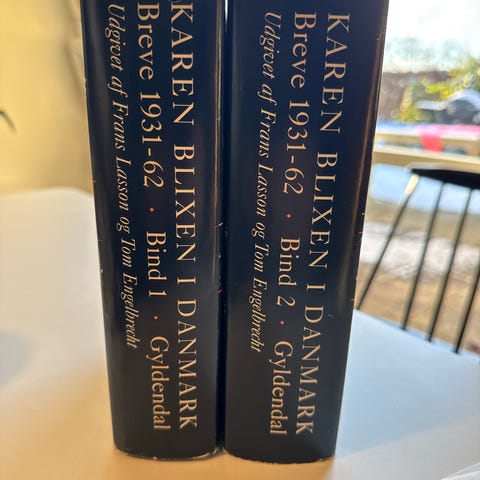 KAREN BLIXEN I DANMARK
Breve 1931-62 · Bind 1 · Gyldendal
Udgivet af Frans Lasson og Tom Engelbrecht
KAREN BLIXEN I DANMARK
Breve 1931-62 · Bind 2 · Gyldendal
Udgivet af Frans Lasson og Tom Engelbrecht